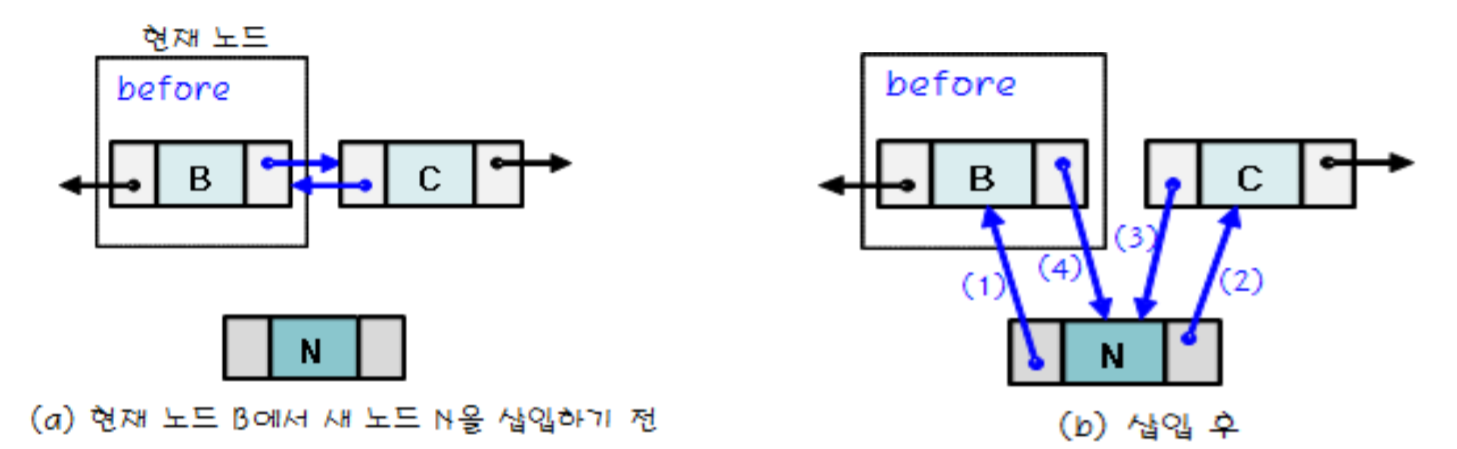 현재 노드
before
B
C
N
(a) 현재 노드 B에서 새 노드 N을 삽입하기 전
before
B
C
(1)
(4)
(3)
(2)
N
(b) 삽입 후